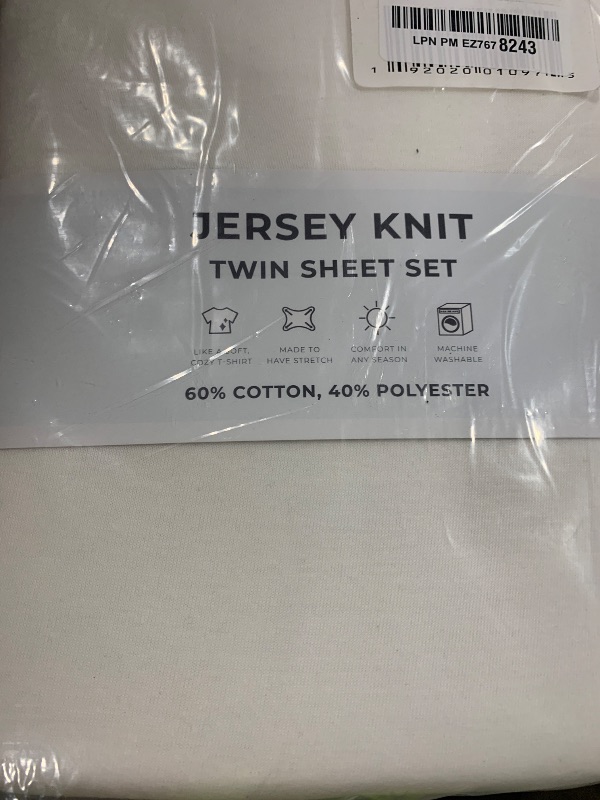 LPN PM EZ767 8243
JERSEY KNIT
TWIN SHEET SET
LIKE A SOFT, COZY T-SHIRT
MADE TO HAVE STRETCH
COMFORT IN ANY SEASON
MACHINE WASHABLE
60% COTTON, 40% POLYESTER